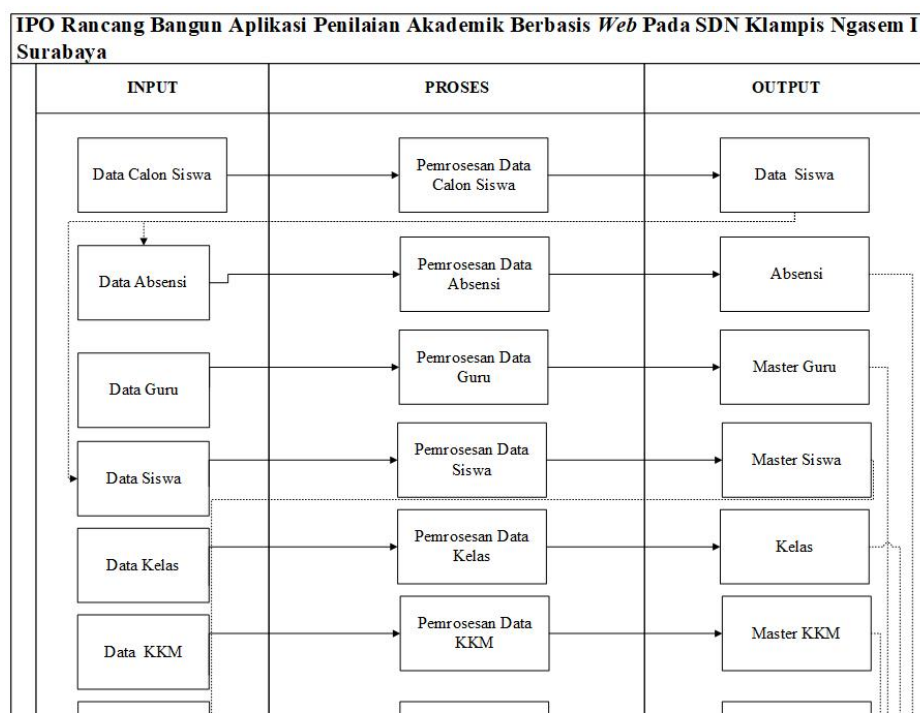 IPO Rancang Bangun Aplikasi Penilaian Akademik Berbasis Web Pada SDN Klampis Ngasem I
Surabaya
INPUT
PROSES
OUTPUT
Data Calon Siswa
Pemrosesan Data
Calon Siswa
Data Siswa
Data Absensi
Pemrosesan Data
Absensi
Absensi
Data Guru
Pemrosesan Data
Guru
Master Guru
Data Siswa
Pemrosesan Data
Siswa
Master Siswa
Data Kelas
Pemrosesan Data
Kelas
Kelas
Data KKM
Pemrosesan Data
KKM
Master KKM